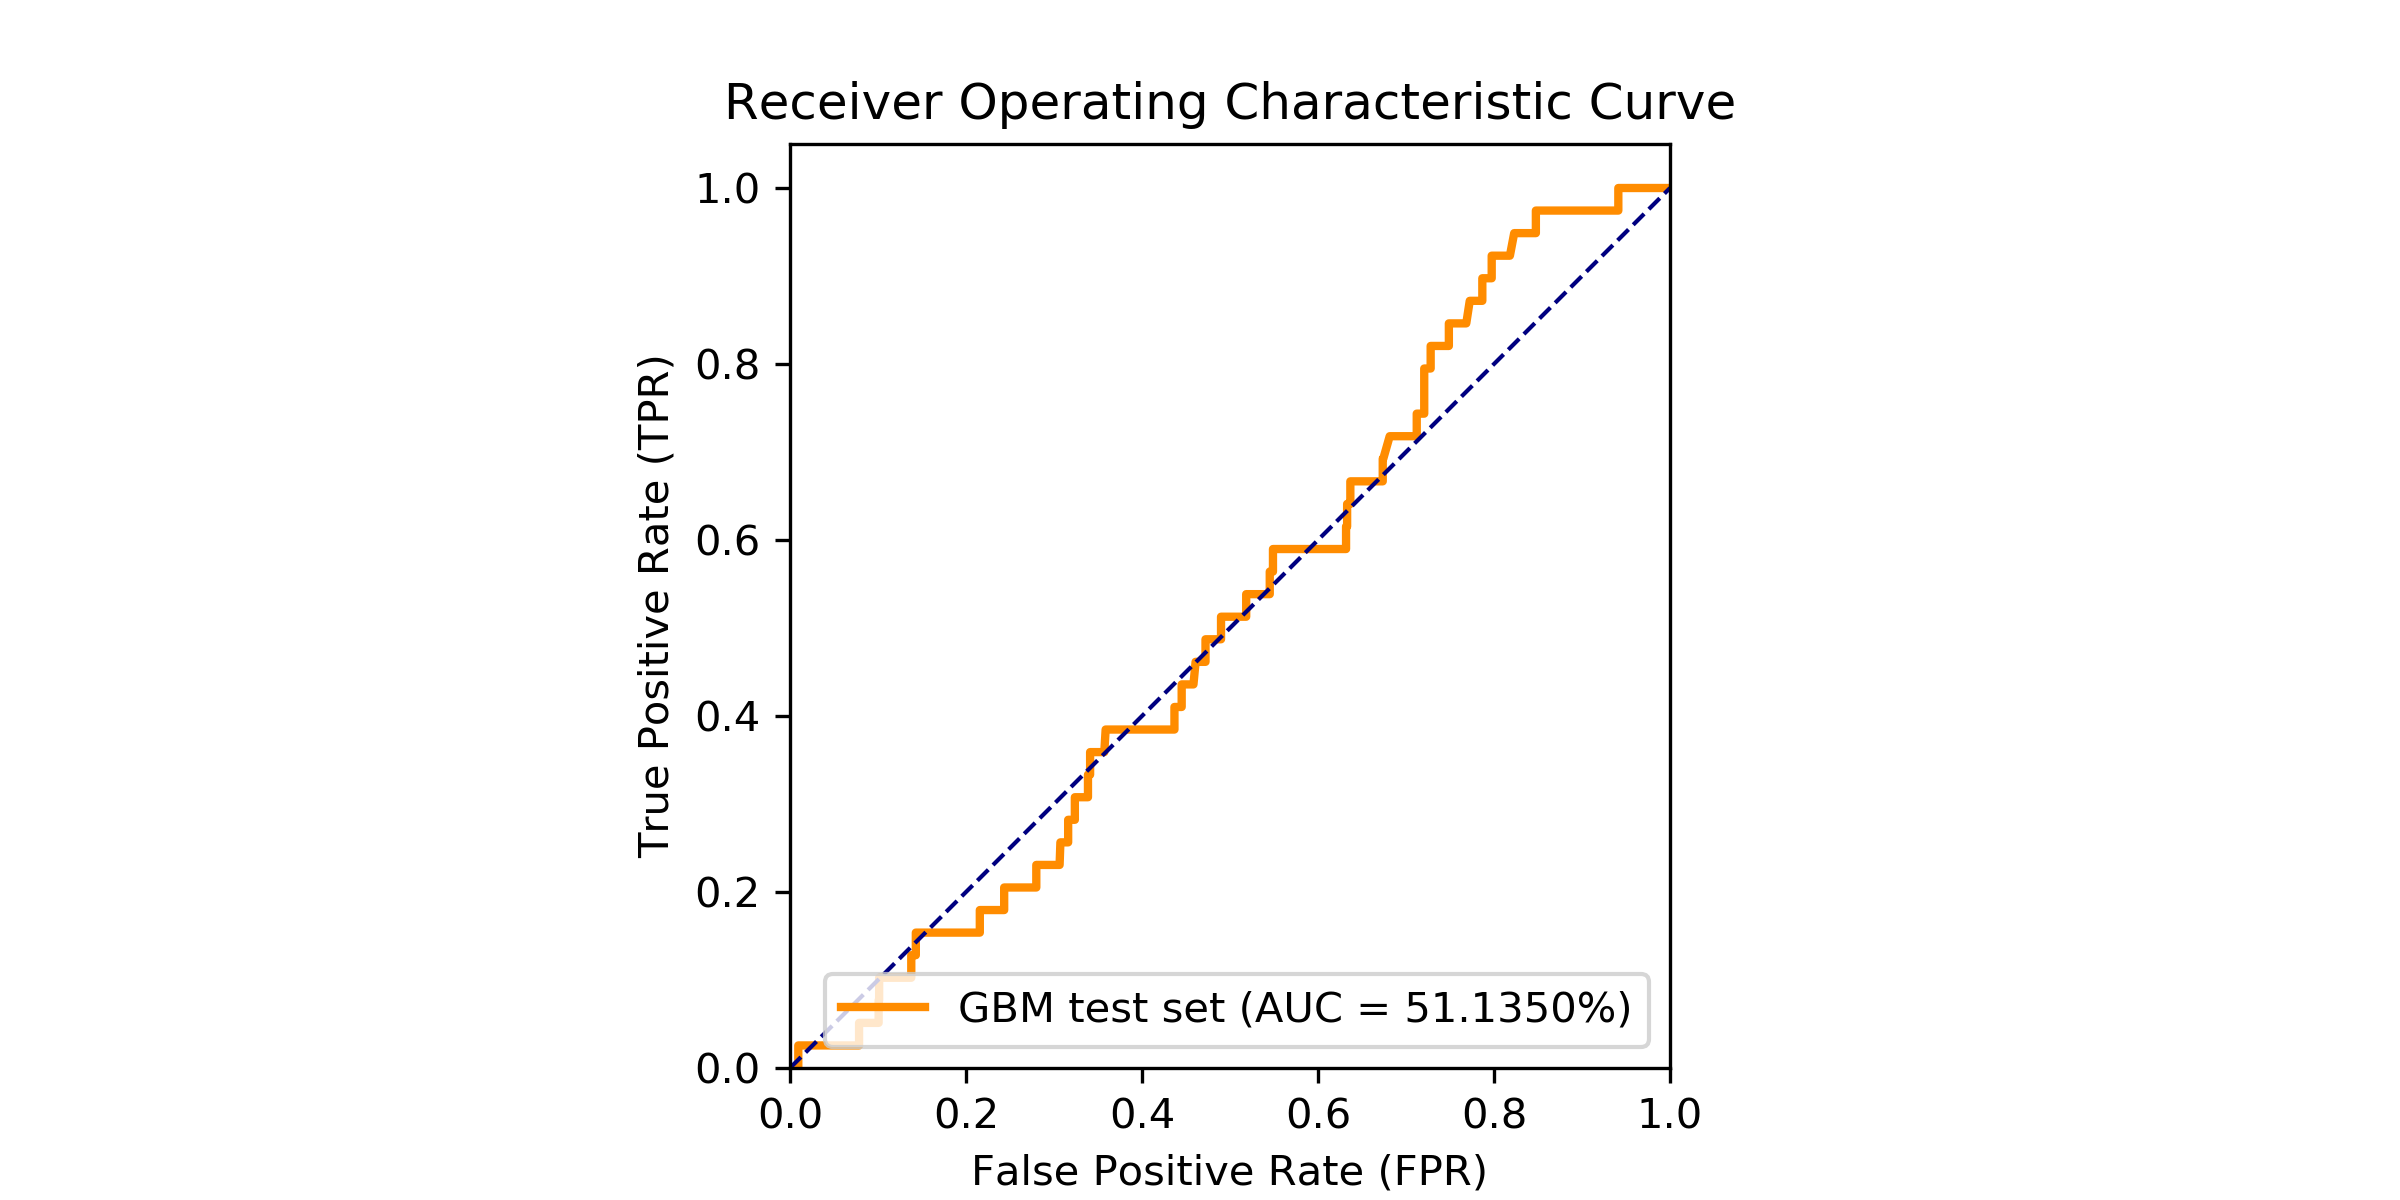 Receiver Operating Characteristic Curve
True Positive Rate (TPR)
1.0
0.8
0.6
0.4
0.2
0.0
GBM test set (AUC = 51.1350%)
0.0 0.2 0.4 0.6 0.8 1.0
False Positive Rate (FPR)